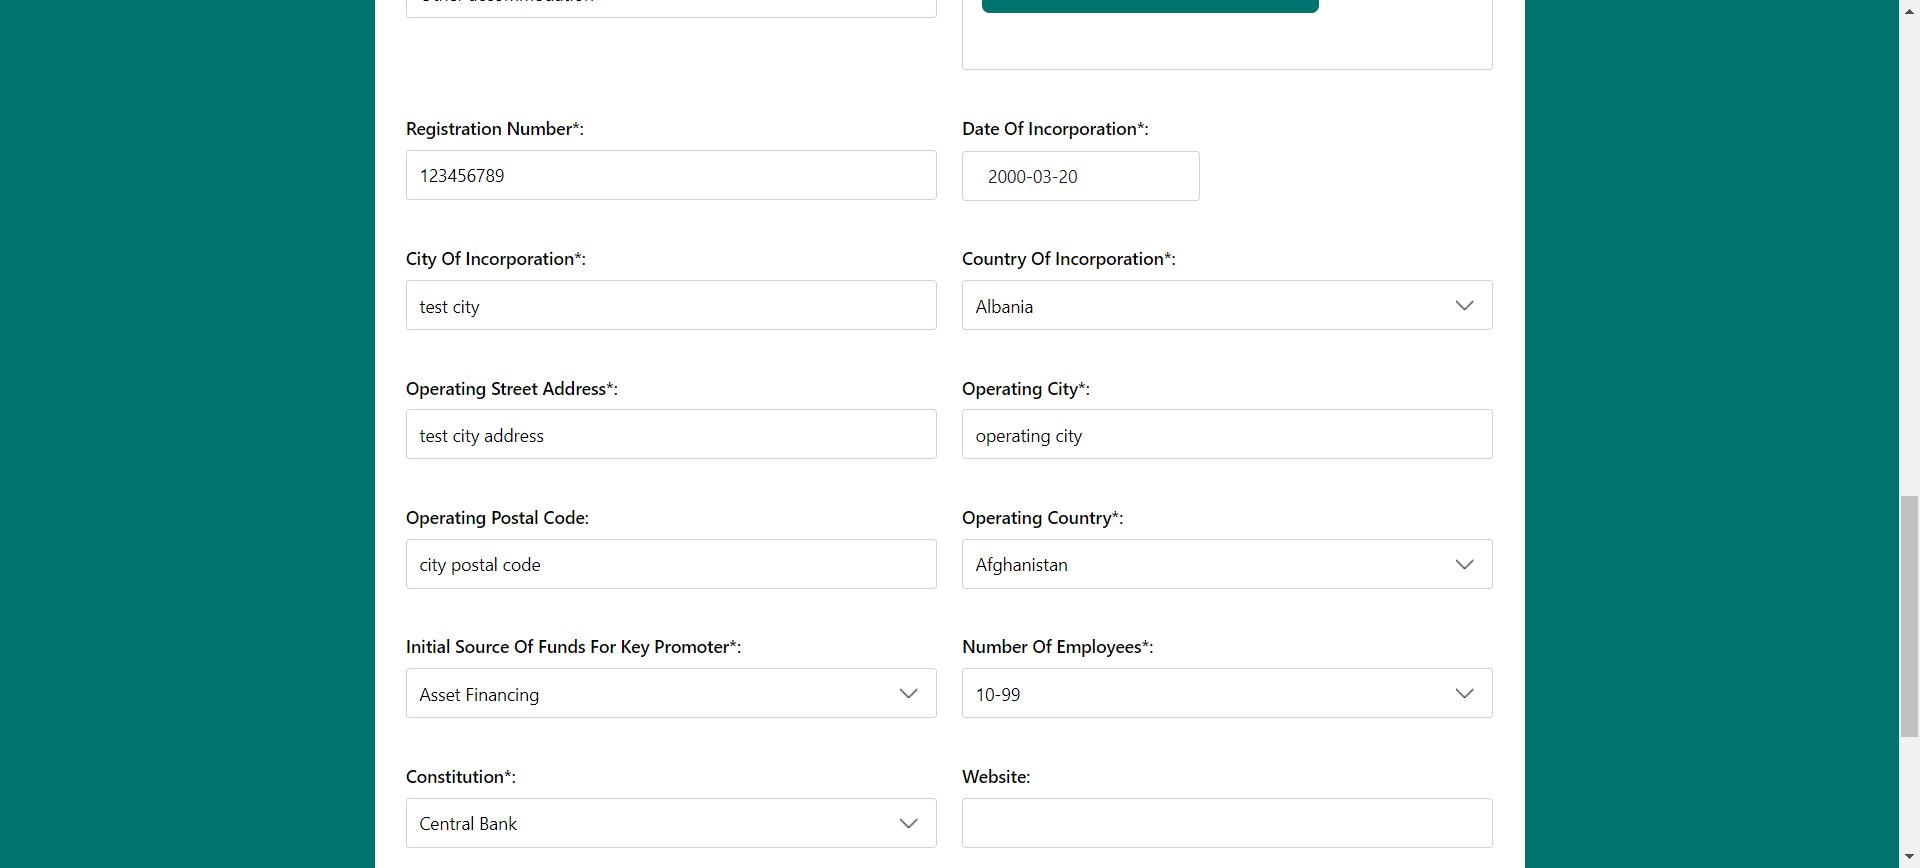 Registration Number*:
123456789
Date Of Incorporation*:
2000-03-20
City Of Incorporation*:
test city
Country Of Incorporation*:
Albania
Operating Street Address*:
test city address
Operating City*:
operating city
Operating Postal Code:
city postal code
Operating Country*:
Afghanistan
Initial Source Of Funds For Key Promoter*:
Asset Financing
Number Of Employees*:
10-99
Constitution*:
Central Bank
Website: